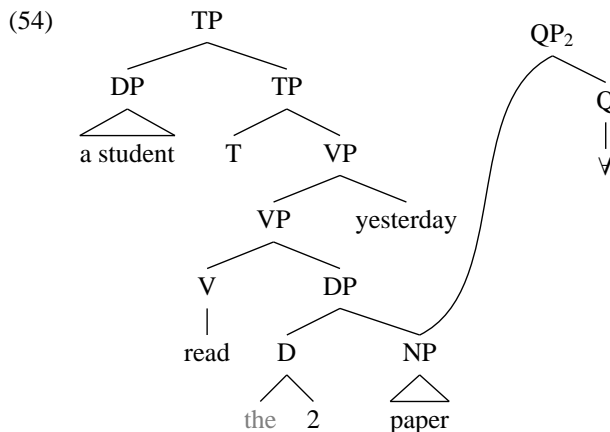 (54) TP QP2
DP TP Q
a student T VP ∀
VP yesterday
V DP
read D NP
the 2 paper